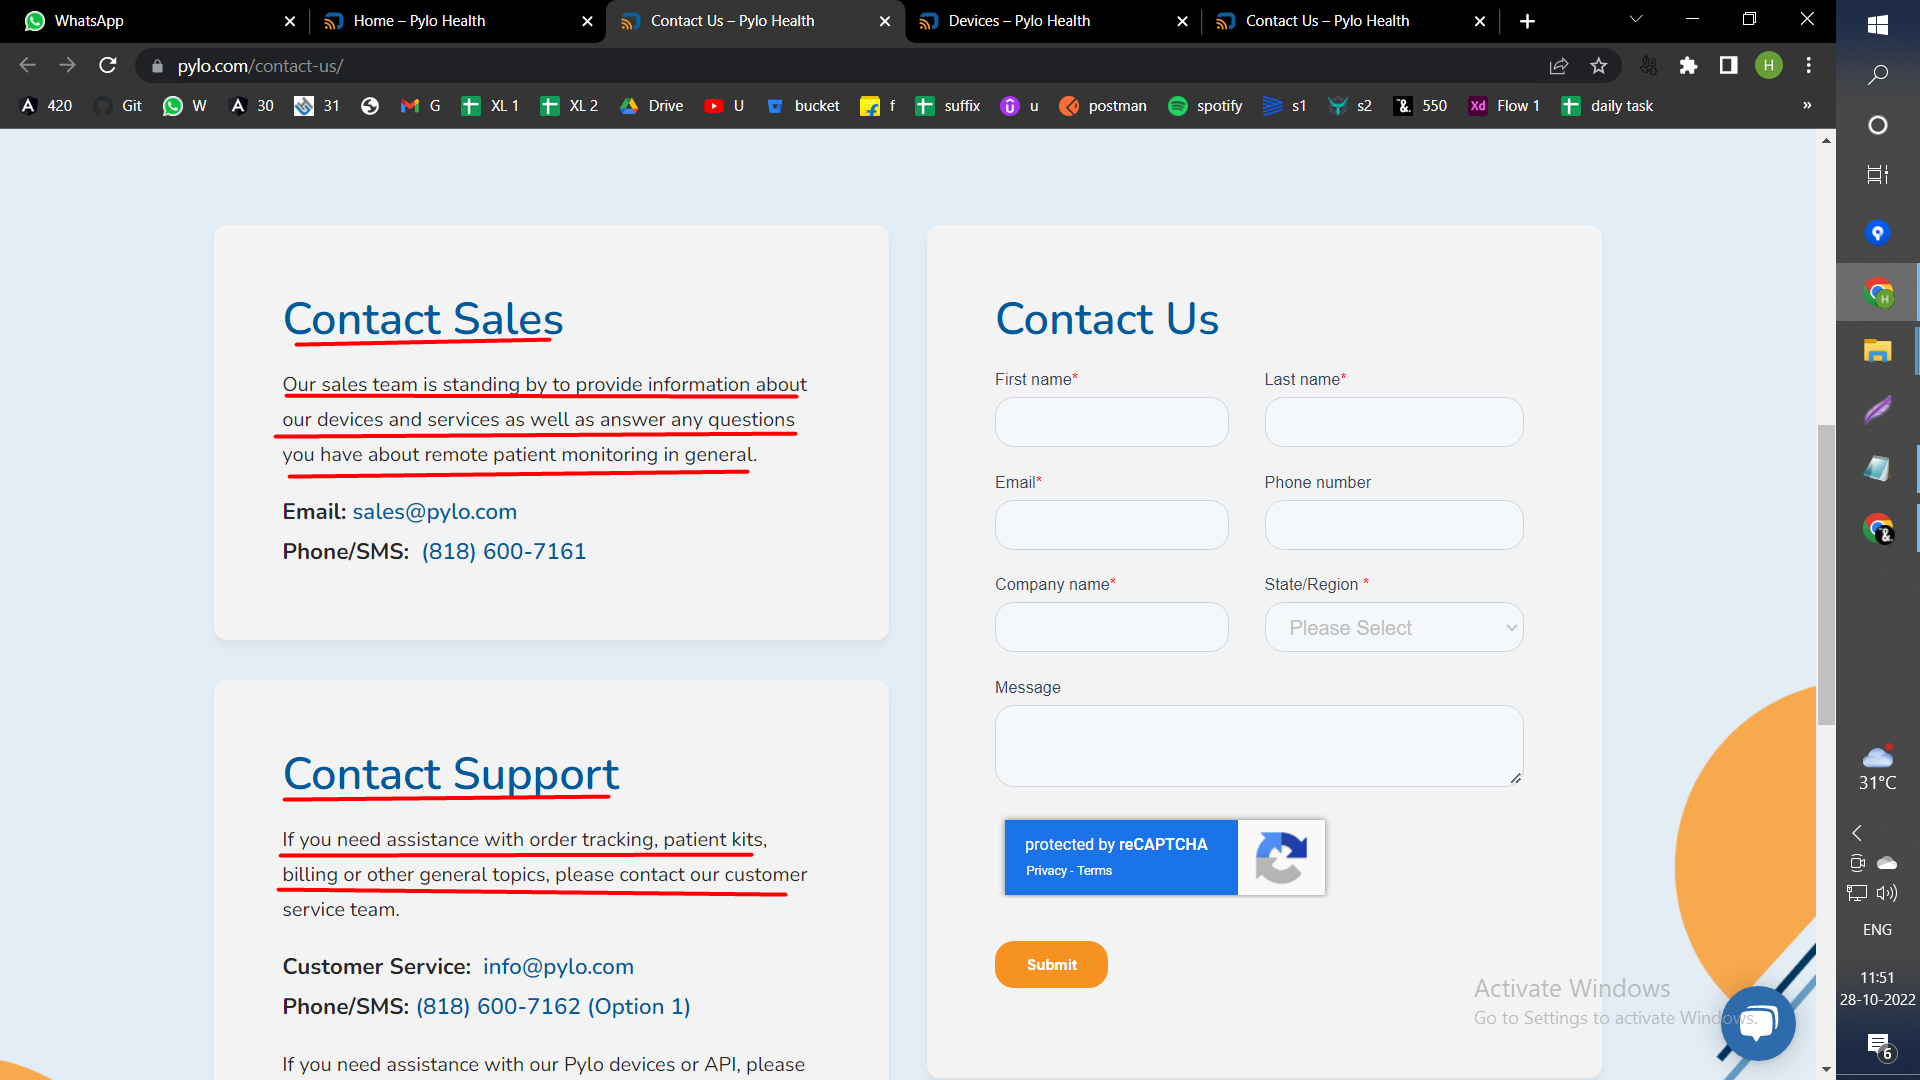 WhatsApp
Home – Pylo Health
Contact Us – Pylo Health
Devices – Pylo Health
Contact Us – Pylo Health
pylo.com/contact-us/
H
420
Git
W
30
31
G
XL 1
XL 2
Drive
U
bucket
f
suffix
u
postman
spotify
s1
s2
550
Xd
Flow 1
daily task
»
Contact Sales
Our sales team is standing by to provide information about
our devices and services as well as answer any questions
you have about remote patient monitoring in general.
Email: sales@pylo.com
Phone/SMS: (818) 600-7161
Contact Support
If you need assistance with order tracking, patient kits,
billing or other general topics, please contact our customer
service team.
Customer Service: info@pylo.com
Phone/SMS: (818) 600-7162 (Option 1)
If you need assistance with our Pylo devices or API, please
Contact Us
First name*
Last name*
Email*
Phone number
Company name*
State/Region *
Please Select
Message
protected by reCAPTCHA
Privacy - Terms
Submit
Activate Windows
Go to Settings to activate Windows.
31°C
ENG
11:51
28-10-2022
6